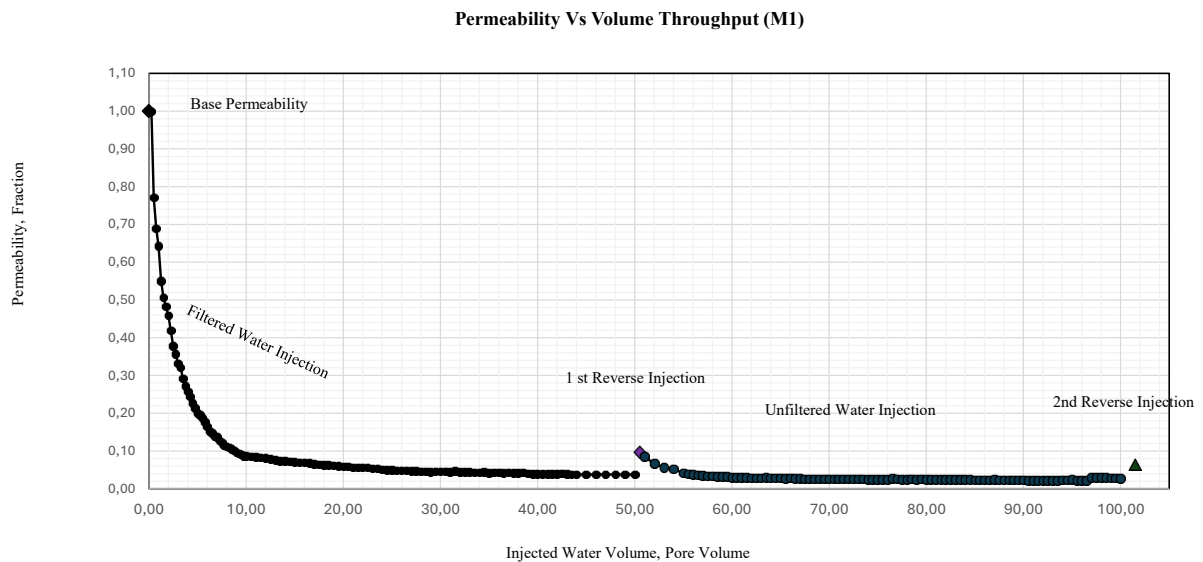 Permeability Vs Volume Throughput (M1)
1,10
1,00
0,90
0,80
0,70
0,60
0,50
0,40
0,30
0,20
0,10
0,00
Permeability, Fraction
Base Permeability
Filtered Water Injection
1 st Reverse Injection
Unfiltered Water Injection
2nd Reverse Injection
0,00 10,00 20,00 30,00 40,00 50,00 60,00 70,00 80,00 90,00 100,00
Injected Water Volume, Pore Volume